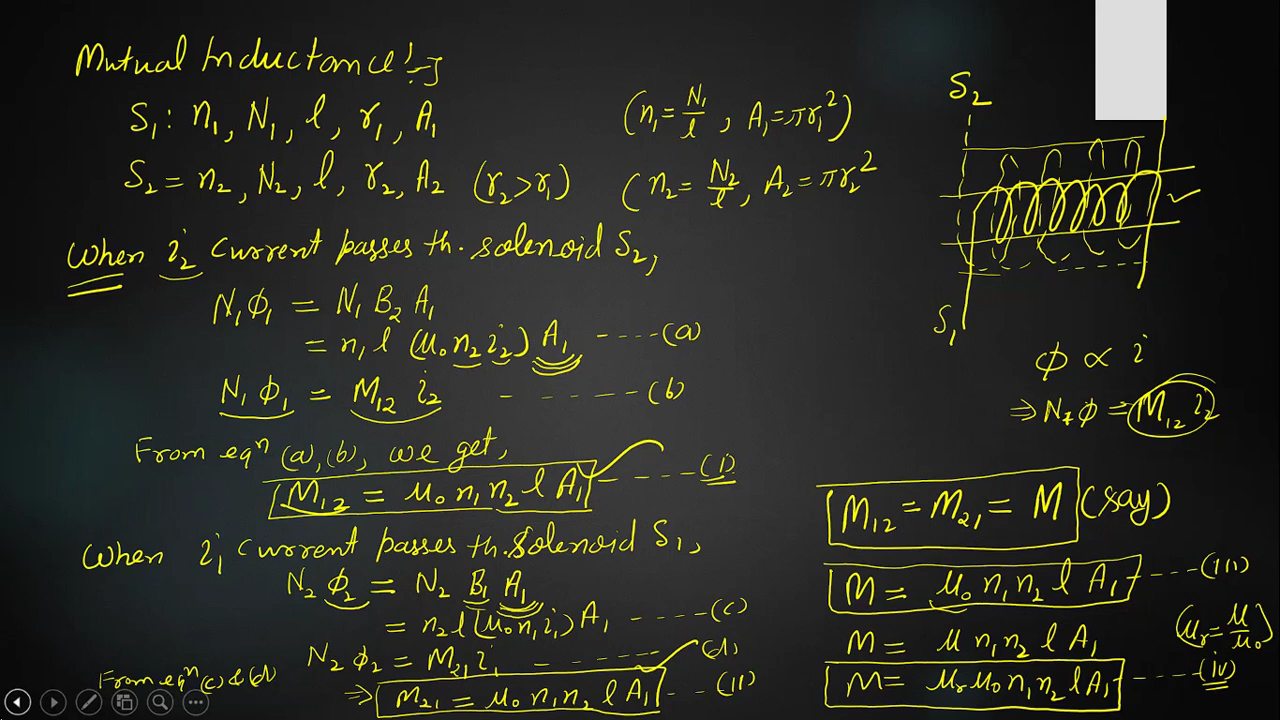 Mutual Inductance :-
S₁ : n₁, N₁, l, r₁, A₁ (n₁ = N₁/l, A₁ = πr₁²)
S₂ = n₂, N₂, l, r₂, A₂ (r₂ > r₁) (n₂ = N₂/l, A₂ = πr₂²
When i₂ current passes th. solenoid S₂,
N₁ϕ₁ = N₁ B₂ A₁
= n₁ l (μ₀ n₂ i₂) A₁ ----(a)
N₁ ϕ₁ = M₁₂ i₂ -------(b)
From eqⁿ (a), (b), we get,
M₁₂ = μ₀ n₁ n₂ l A₁ -----(I)
When i₁ current passes th. solenoid S₁,
N₂ ϕ₂ = N₂ B₁ A₁
= n₂ l (μ₀ n₁ i₁) A₁ ----(c)
N₂ ϕ₂ = M₂₁ i₁ ------(d)
From eqⁿ (c) & (d)
⇒ M₂₁ = μ₀ n₁ n₂ l A₁ --(II)
S₂
S₁
ϕ ∝ i
⇒ N₁ϕ = M₁₂ i₂
M₁₂ = M₂₁ = M (say)
M = μ₀ n₁ n₂ l A₁ ----(III)
M = μ n₁ n₂ l A₁ (μr = μ/μ₀)
M = μr μ₀ n₁ n₂ l A₁ ----(iv)